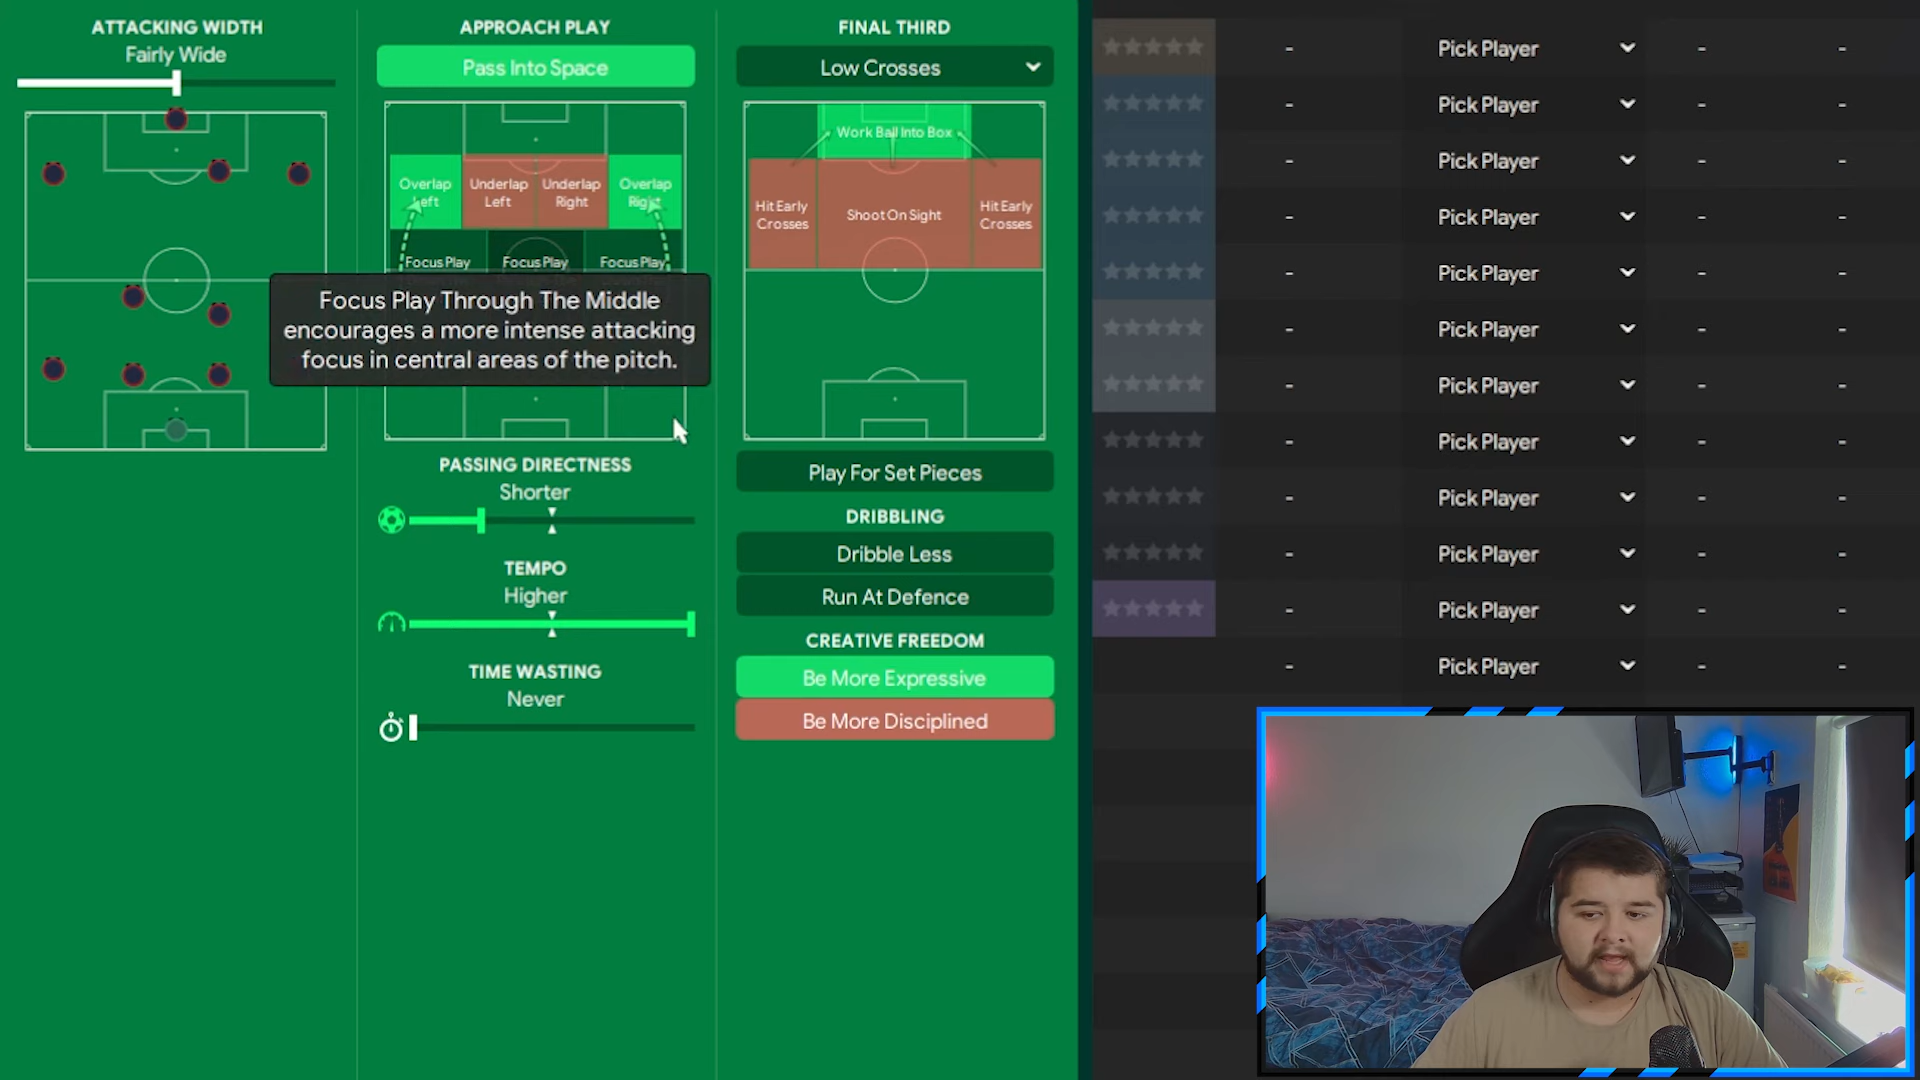 ATTACKING WIDTH
Fairly Wide
APPROACH PLAY
Pass Into Space
Overlap
Left
Underlap
Left
Underlap
Right
Overlap
Right
Focus Play
Focus Play
Focus Play
Focus Play Through The Middle
encourages a more intense attacking
focus in central areas of the pitch.
PASSING DIRECTNESS
Shorter
TEMPO
Higher
TIME WASTING
Never
FINAL THIRD
Low Crosses
Work Ball Into Box
Hit Early
Crosses
Shoot On Sight
Hit Early
Crosses
Play For Set Pieces
DRIBBLING
Dribble Less
Run At Defence
CREATIVE FREEDOM
Be More Expressive
Be More Disciplined
- Pick Player - -
- Pick Player - -
- Pick Player - -
- Pick Player - -
- Pick Player - -
- Pick Player - -
- Pick Player - -
- Pick Player - -
- Pick Player - -
- Pick Player - -
- Pick Player - -
- Pick Player - -